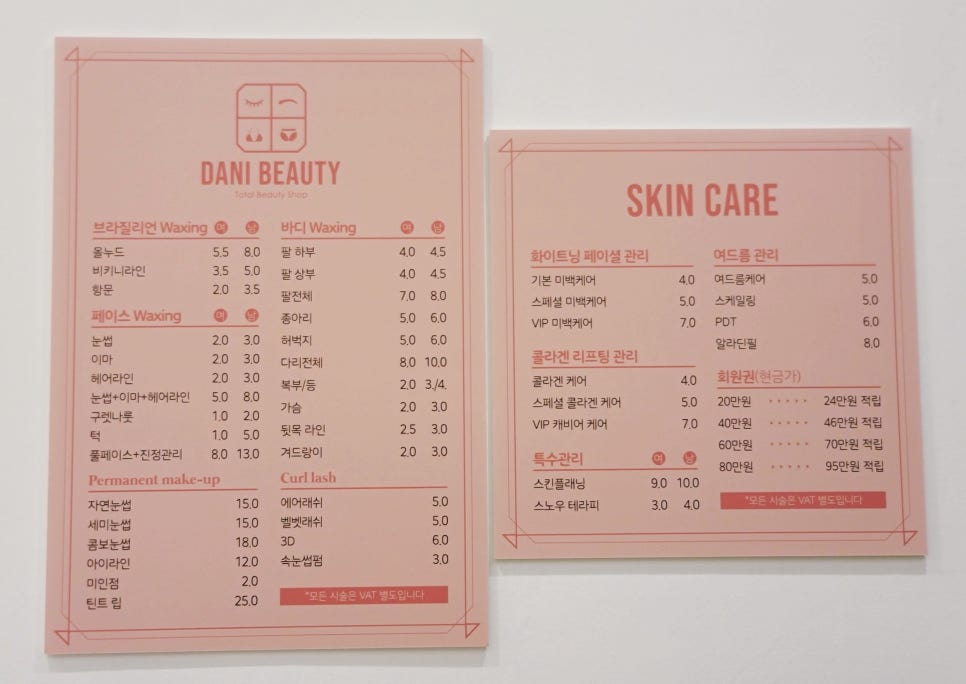 DANI BEAUTY
Total Beauty Shop
브라질리언 Waxing 여 남
올누드 5.5 8.0
비키니라인 3.5 5.0
항문 2.0 3.5
페이스 Waxing 여 남
눈썹 2.0 3.0
이마 2.0 3.0
헤어라인 2.0 3.0
눈썹+이마+헤어라인 5.0 8.0
구렛나룻 1.0 2.0
턱 1.0 5.0
풀페이스+진정관리 8.0 13.0
Permanent make-up
자연눈썹 15.0
세미눈썹 15.0
콤보눈썹 18.0
아이라인 12.0
미인점 2.0
틴트 립 25.0
바디 Waxing 여 남
팔 하부 4.0 4.5
팔 상부 4.0 4.5
팔전체 7.0 8.0
종아리 5.0 6.0
허벅지 5.0 6.0
다리전체 8.0 10.0
복부/등 2.0 3./4.
가슴 2.0 3.0
뒷목 라인 2.5 3.0
겨드랑이 2.0 3.0
Curl lash
에어래쉬 5.0
벨벳래쉬 5.0
3D 6.0
속눈썹펌 3.0
*모든 시술은 VAT 별도입니다
SKIN CARE
화이트닝 페이셜 관리
기본 미백케어 4.0
스페셜 미백케어 5.0
VIP 미백케어 7.0
콜라겐 리프팅 관리
콜라겐 케어 4.0
스페셜 콜라겐 케어 5.0
VIP 캐비어 케어 7.0
특수관리 여 남
스킨플래닝 9.0 10.0
스노우 테라피 3.0 4.0
여드름 관리
여드름케어 5.0
스케일링 5.0
PDT 6.0
알라딘필 8.0
회원권(현금가)
20만원 ····· 24만원 적립
40만원 ····· 46만원 적립
60만원 ····· 70만원 적립
80만원 ····· 95만원 적립
*모든 시술은 VAT 별도입니다